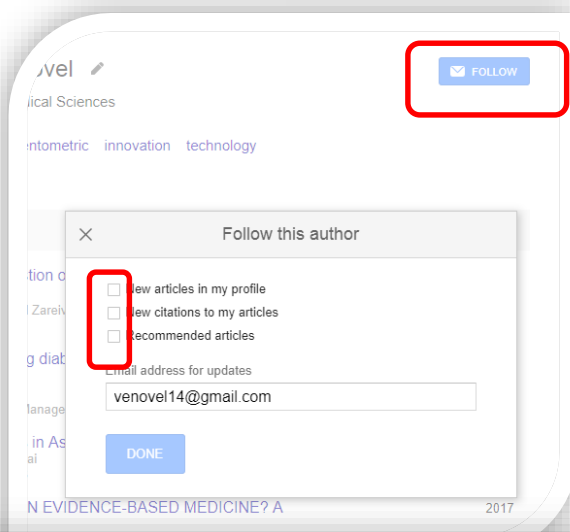 FOLLOW
ical Sciences
entometric innovation technology
Follow this author
New articles in my profile
New citations to my articles
Recommended articles
Email address for updates
venovel14@gmail.com
DONE
tion o
Zareiv
g diab
Manage
in As
ai
N EVIDENCE-BASED MEDICINE? A 2017